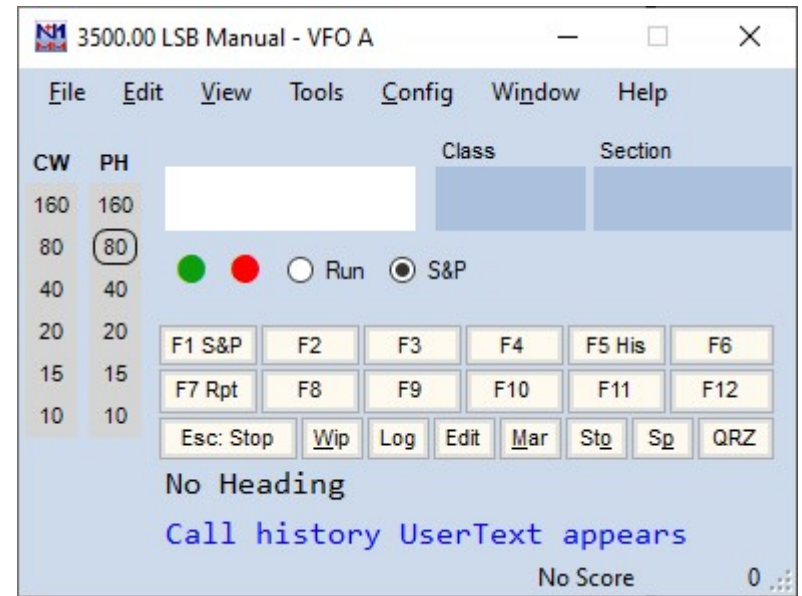 N1MM 3500.00 LSB Manual - VFO A
File Edit View Tools Config Window Help
Class Section
CW PH
160 160
80 80
Run S&P
40 40
20 20
F1 S&P F2 F3 F4 F5 His F6
15 15
F7 Rpt F8 F9 F10 F11 F12
10 10
Esc: Stop Wip Log Edit Mar Sto Sp QRZ
No Heading
Call history UserText appears
No Score 0